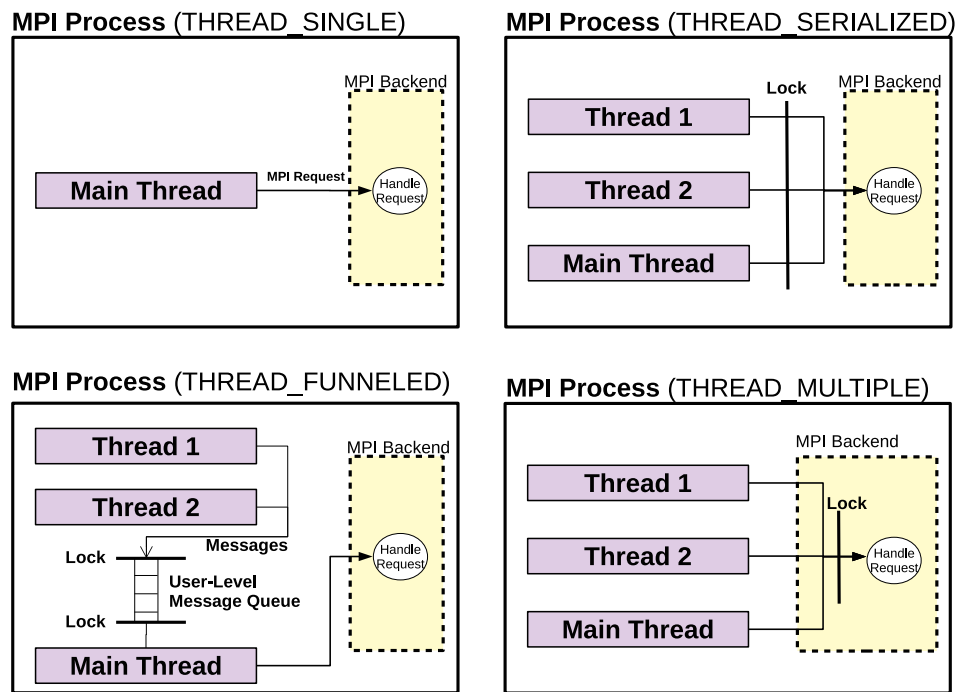 MPI Process (THREAD_SINGLE)
MPI Backend
Main Thread
MPI Request
Handle
Request
MPI Process (THREAD_SERIALIZED)
MPI Backend
Lock
Thread 1
Thread 2
Main Thread
Handle
Request
MPI Process (THREAD_FUNNELED)
Thread 1
Thread 2
MPI Backend
Messages
Lock
User-Level
Message Queue
Lock
Main Thread
Handle
Request
MPI Process (THREAD_MULTIPLE)
MPI Backend
Thread 1
Lock
Thread 2
Main Thread
Handle
Request